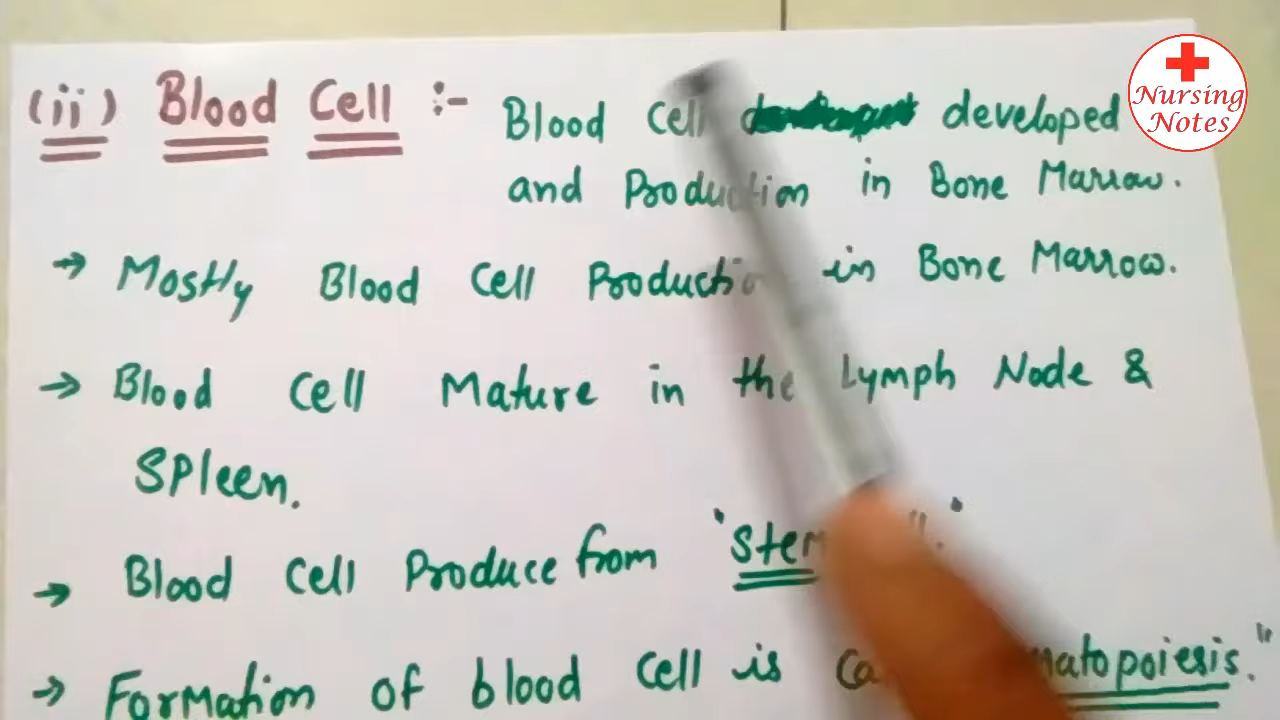 (ii) Blood Cell :- Blood Cell developed
and Production in Bone Marrow.
→ Mostly Blood Cell Production in Bone Marrow.
→ Blood Cell Mature in the Lymph Node &
Spleen.
→ Blood Cell Produce from "Stem
→ Formation of blood Cell is
Nursing
Notes